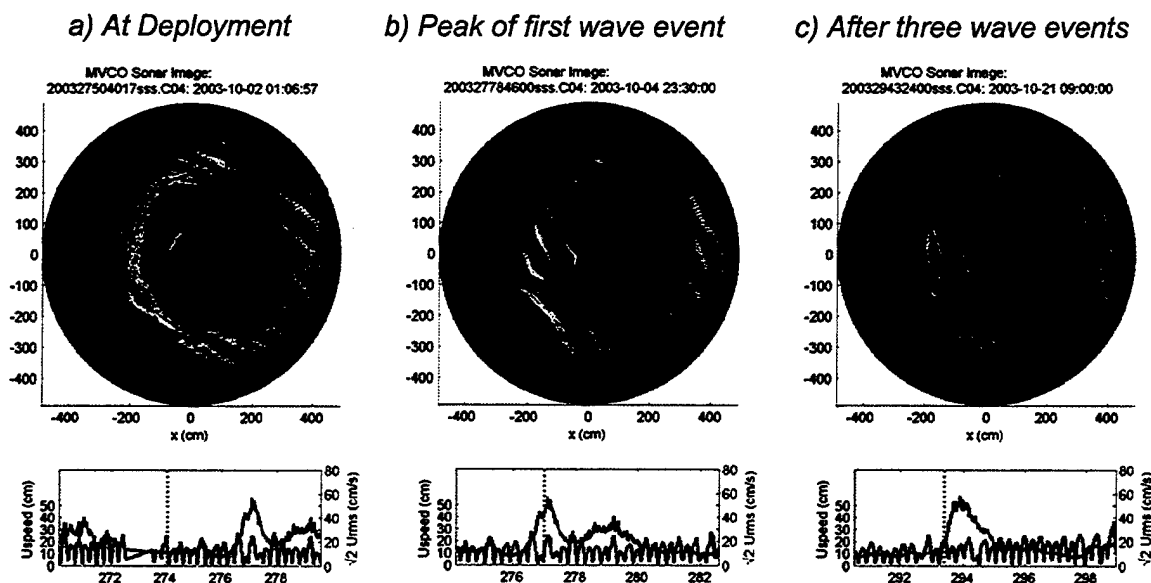 a) At Deployment
b) Peak of first wave event
c) After three wave events
MVCO Sonar Image:
200327504017sss.C04: 2003-10-02 01:06:57
MVCO Sonar Image:
200327784600sss.C04: 2003-10-04 23:30:00
MVCO Sonar Image:
200329432400sss.C04: 2003-10-21 09:00:00
400
300
200
100
0
-100
-200
-300
-400
-400 -200 0 200 400
x (cm)
400
300
200
100
0
-100
-200
-300
-400
-400 -200 0 200 400
x (cm)
400
300
200
100
0
-100
-200
-300
-400
-400 -200 0 200 400
x (cm)
Uspeed (cm)
50
40
30
20
10
0
80
60
40
20
0
√2 Urms (cm/s)
272 274 276 278
Uspeed (cm)
50
40
30
20
10
0
80
60
40
20
0
√2 Urms (cm/s)
276 278 280 282
Uspeed (cm)
50
40
30
20
10
0
80
60
40
20
0
√2 Urms (cm/s)
292 294 296 298